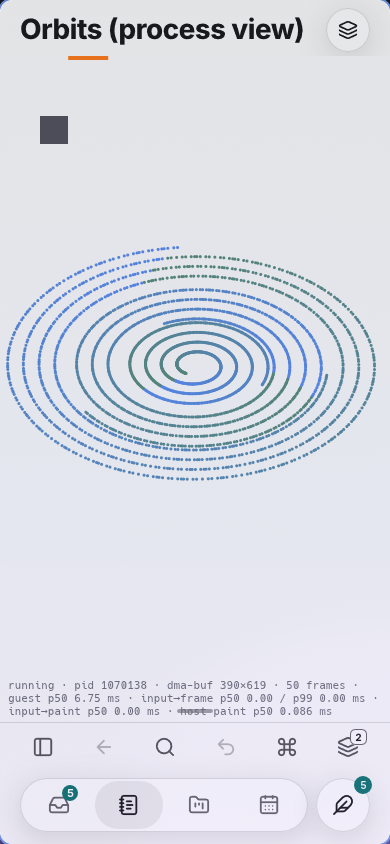 Orbits (process view)
running · pid 1070138 · dma-buf 390×619 · 50 frames ·
guest p50 6.75 ms · input→frame p50 0.00 / p99 0.00 ms ·
input→paint p50 0.00 ms · host paint p50 0.086 ms
2
5
5